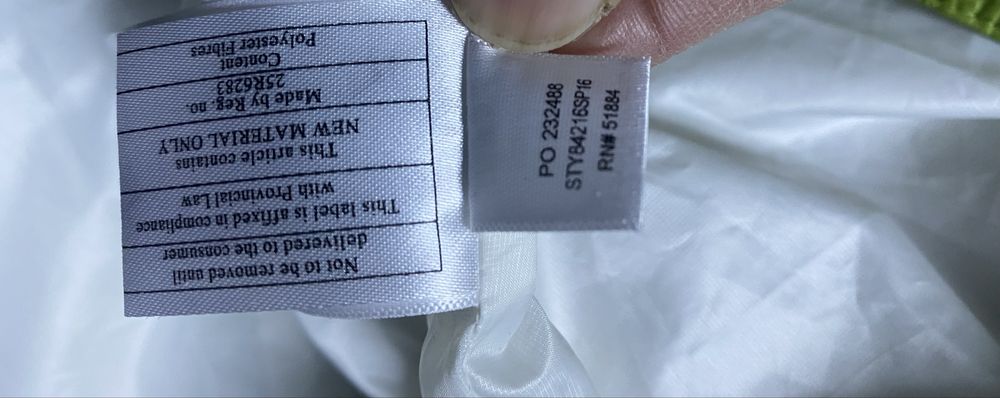 Not to be removed until
delivered to the consumer
This label is affixed in compliance
with Provincial Law
This article contains
NEW MATERIAL ONLY
Made by Reg. no.
25R6283
Content
Polyester Fibres
PO 232488
STY84216SP16
RN# 51884